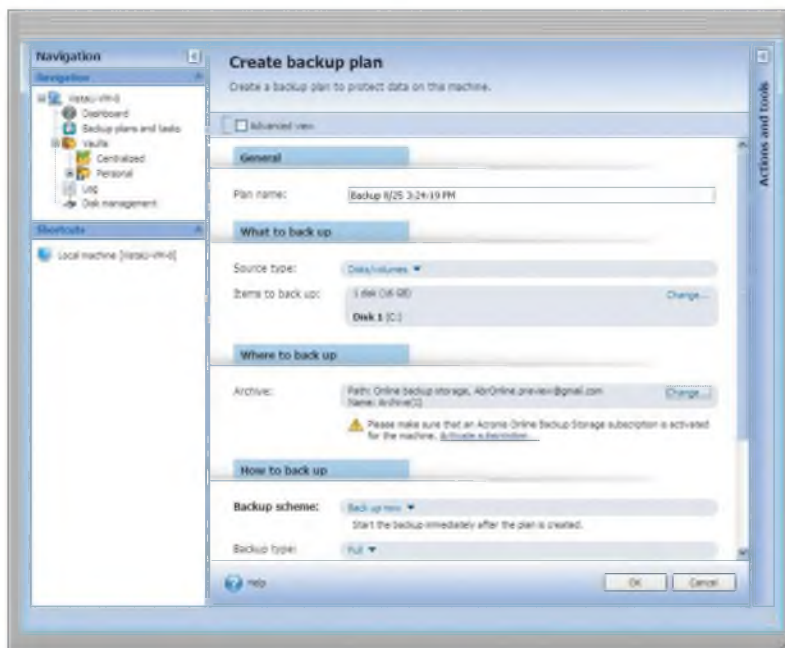 Navigation
Navigation
Vista
Dashboard
Backup plans and tasks
Vaults
Centralized
Personal
Log
Disk management
Shortcuts
Local machine
Create backup plan
Create a backup plan to protect data on this machine.
Advanced view
General
Plan name: Backup 8/25 3:24:19 PM
What to back up
Source type: Disks/volumes
Items to back up: 1 disk (16 GB) Change...
Disk 1 (C:)
Where to back up
Archive: Path: Online backup storage, AbrOnline.preview@gmail.com Change...
Name: Archive(1)
Please make sure that an Acronis Online Backup Storage subscription is activated
for the machine. Activate subscription...
How to back up
Backup scheme: Back up now
Start the backup immediately after the plan is created.
Backup type: Full
Help
OK
Cancel
Actions and tools